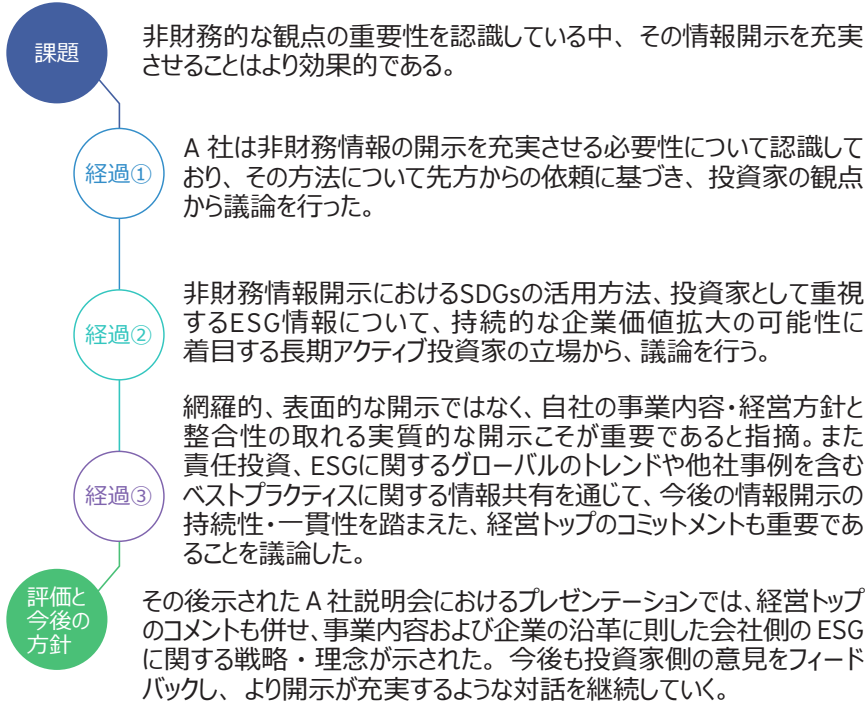 課題
非財務的な観点の重要性を認識している中、その情報開示を充実
させることはより効果的である。
経過①
A 社は非財務情報の開示を充実させる必要性について認識して
おり、その方法について先方からの依頼に基づき、投資家の観点
から議論を行った。
経過②
非財務情報開示におけるSDGsの活用方法、投資家として重視
するESG情報について、持続的な企業価値拡大の可能性に
着目する長期アクティブ投資家の立場から、議論を行う。
経過③
網羅的、表面的な開示ではなく、自社の事業内容・経営方針と
整合性の取れる実質的な開示こそが重要であると指摘。また
責任投資、ESGに関するグローバルのトレンドや他社事例を含む
ベストプラクティスに関する情報共有を通じて、今後の情報開示の
持続性・一貫性を踏まえた、経営トップのコミットメントも重要であ
ることを議論した。
評価と
今後の
方針
その後示された A 社説明会におけるプレゼンテーションでは、経営トップ
のコメントも併せ、事業内容および企業の沿革に則した会社側の ESG
に関する戦略・理念が示された。今後も投資家側の意見をフィード
バックし、より開示が充実するような対話を継続していく。